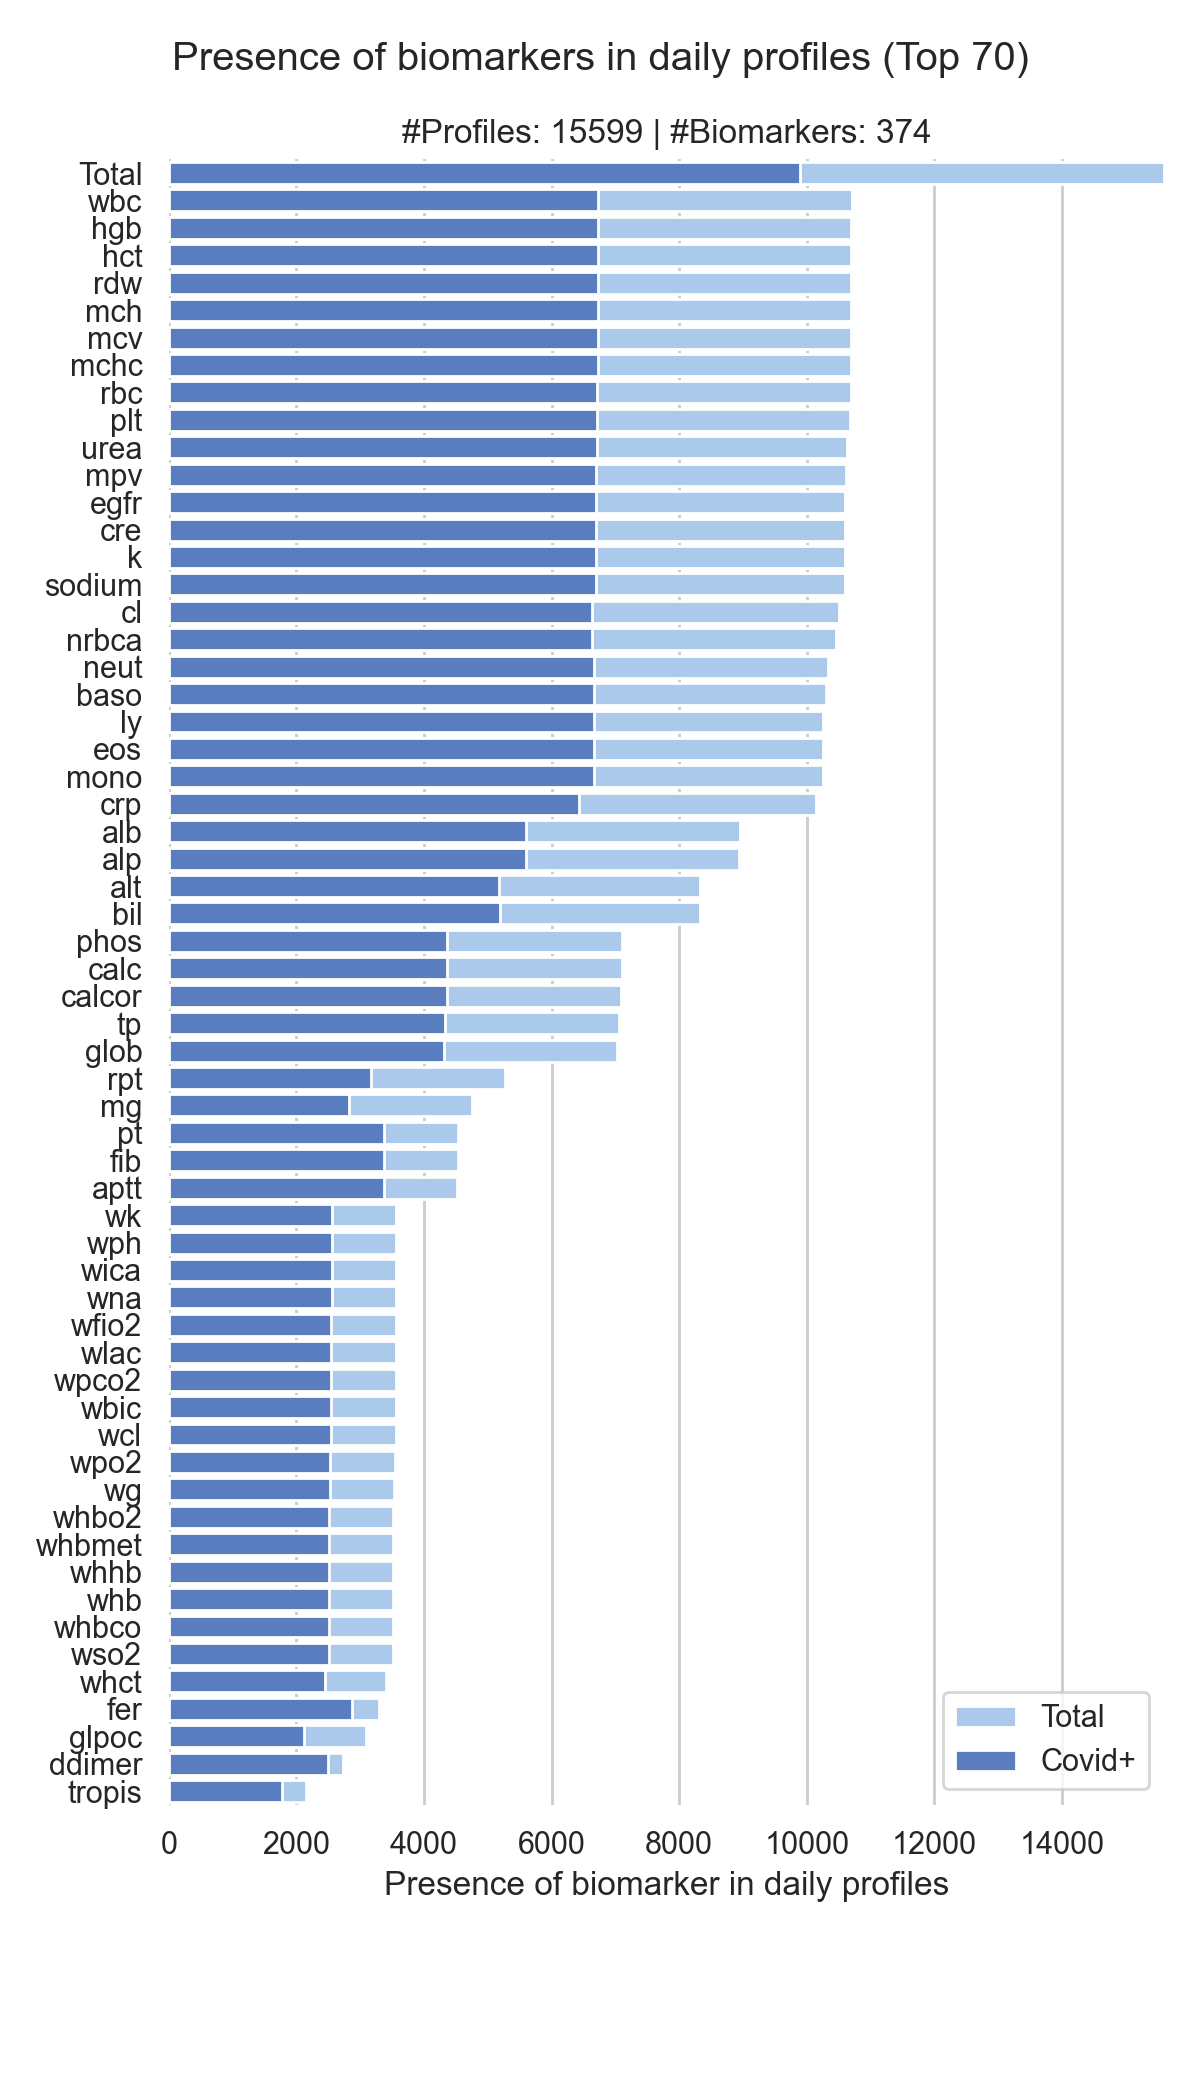 Presence of biomarkers in daily profiles (Top 70)
#Profiles: 15599 | #Biomarkers: 374
Total
wbc
hgb
hct
rdw
mch
mcv
mchc
rbc
plt
urea
mpv
egfr
cre
k
sodium
cl
nrbca
neut
baso
ly
eos
mono
crp
alb
alp
alt
bil
phos
calc
calcor
tp
glob
rpt
mg
pt
fib
aptt
wk
wph
wica
wna
wfio2
wlac
wpco2
wbic
wcl
wpo2
wg
whbo2
whbmet
whhb
whb
whbco
wso2
whct
fer
glpoc
ddimer
tropis
Total
Covid+
0 2000 4000 6000 8000 10000 12000 14000
Presence of biomarker in daily profiles